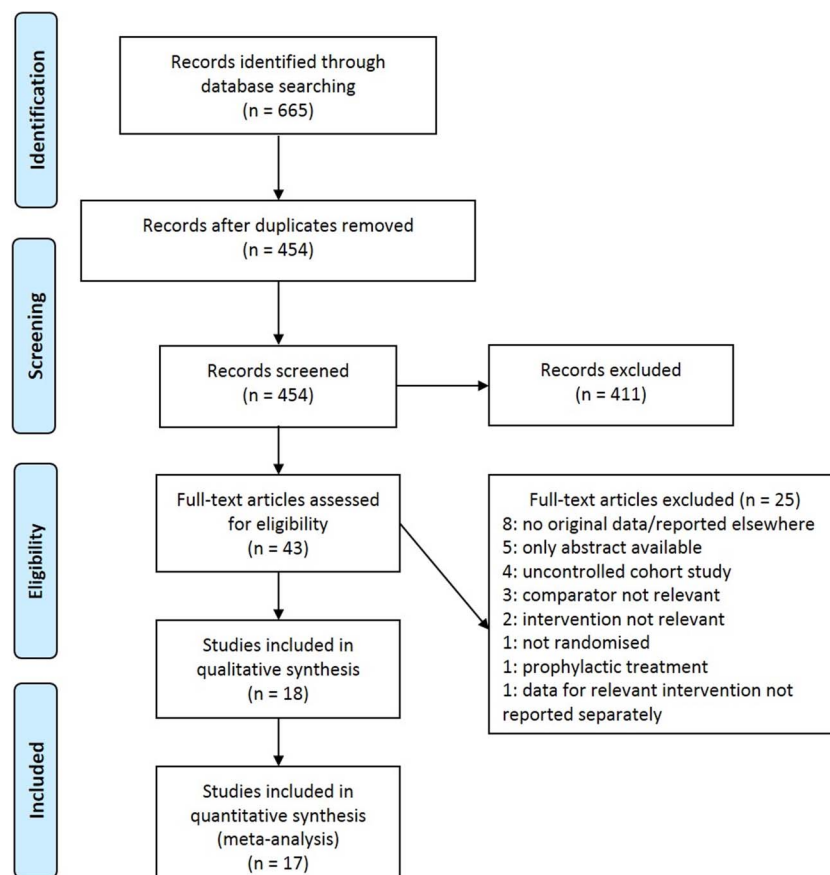 Identification
Records identified through
database searching
(n = 665)
Records after duplicates removed
(n = 454)
Screening
Records screened
(n = 454)
Records excluded
(n = 411)
Eligibility
Full-text articles assessed
for eligibility
(n = 43)
Full-text articles excluded (n = 25)
8: no original data/reported elsewhere
5: only abstract available
4: uncontrolled cohort study
3: comparator not relevant
2: intervention not relevant
1: not randomised
1: prophylactic treatment
1: data for relevant intervention not
reported separately
Studies included in
qualitative synthesis
(n = 18)
Included
Studies included in
quantitative synthesis
(meta-analysis)
(n = 17)